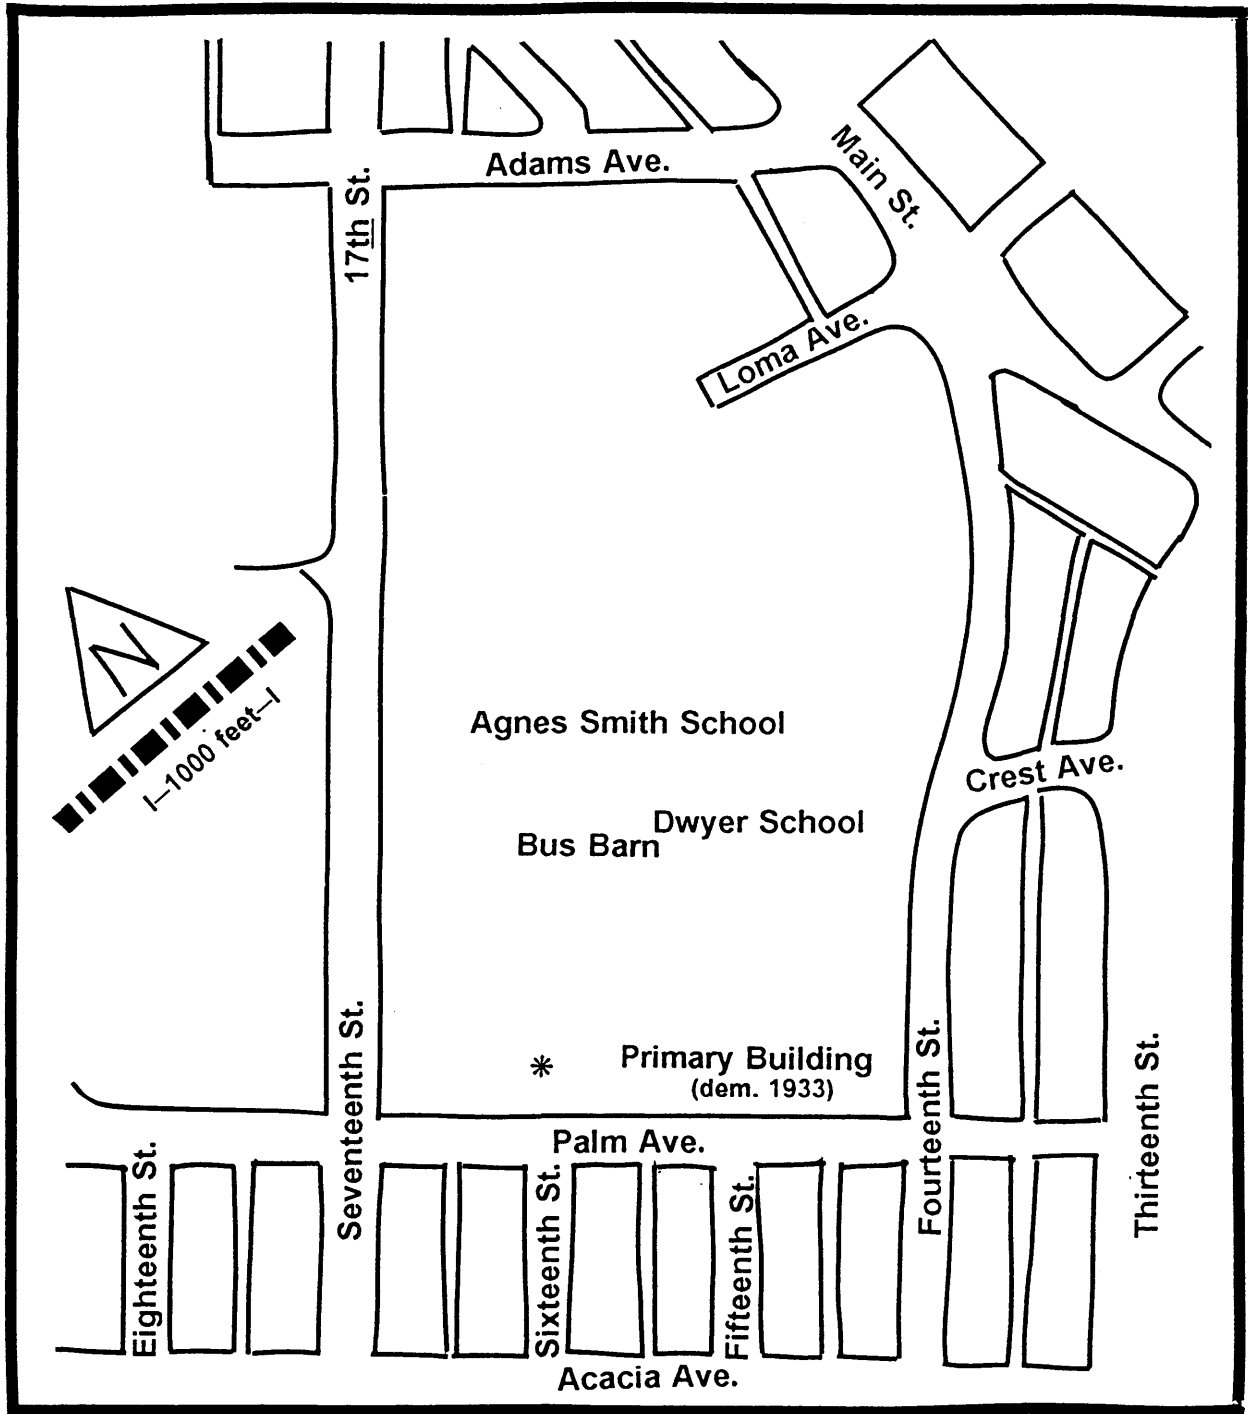 Adams Ave.
Main St.
17th St.
Loma Ave.
N
I—1000 feet—I
Agnes Smith School
Crest Ave.
Dwyer School
Bus Barn
Primary Building
(dem. 1933)
Palm Ave.
Eighteenth St.
Seventeenth St.
Sixteenth St.
Fifteenth St.
Fourteenth St.
Thirteenth St.
Acacia Ave.